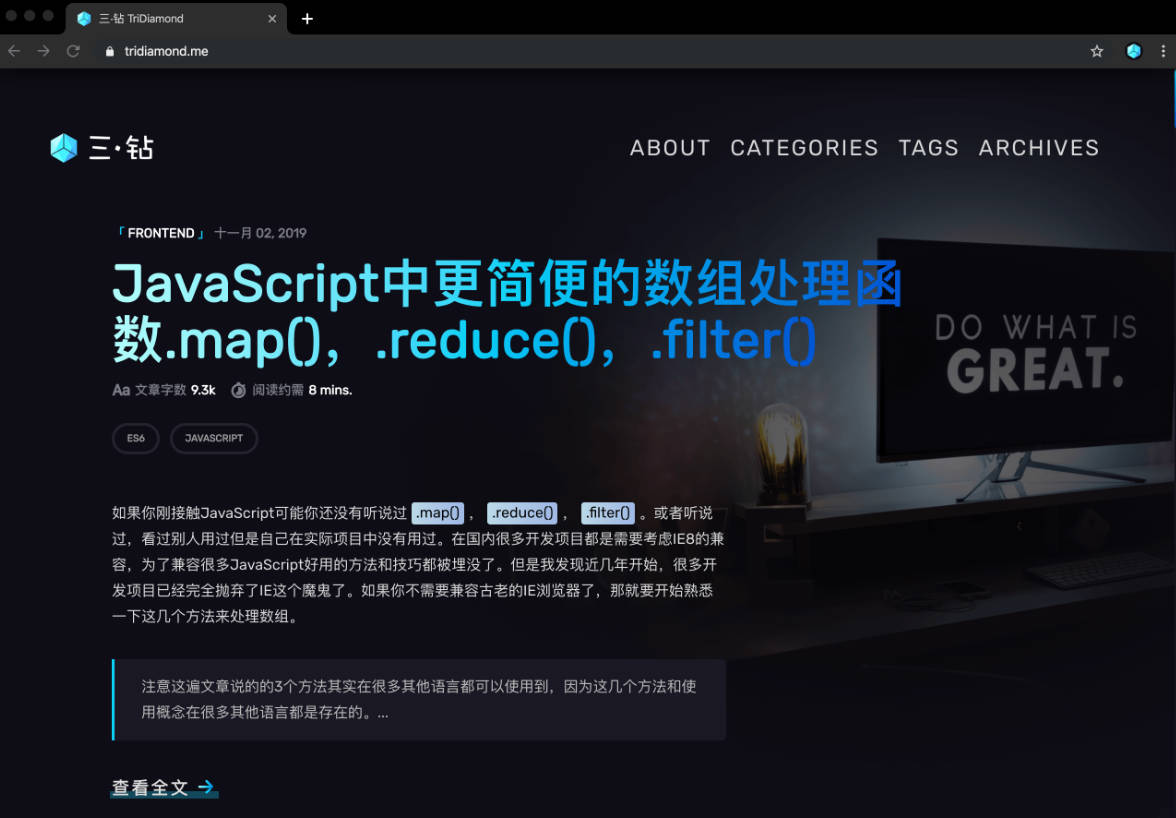 三·钻 TriDiamond
tridiamond.me
三·钻
ABOUT CATEGORIES TAGS ARCHIVES
「 FRONTEND 」 十一月 02, 2019
JavaScript中更简便的数组处理函
数.map()，.reduce()，.filter()
Aa 文章字数 9.3k 阅读约需 8 mins.
DO WHAT IS
GREAT.
ES6 JAVASCRIPT
如果你刚接触JavaScript可能你还没有听说过 .map() ， .reduce() ， .filter() 。或者听说
过，看过别人用过但是自己在实际项目中没有用过。在国内很多开发项目都是需要考虑IE8的兼
容，为了兼容很多JavaScript好用的方法和技巧都被埋没了。但是我发现近几年开始，很多开
发项目已经完全抛弃了IE这个魔鬼了。如果你不需要兼容古老的IE浏览器了，那就要开始熟悉
一下这几个方法来处理数组。
注意这遍文章说的的3个方法其实在很多其他语言都可以使用到，因为这几个方法和使
用概念在很多其他语言都是存在的。...
查看全文